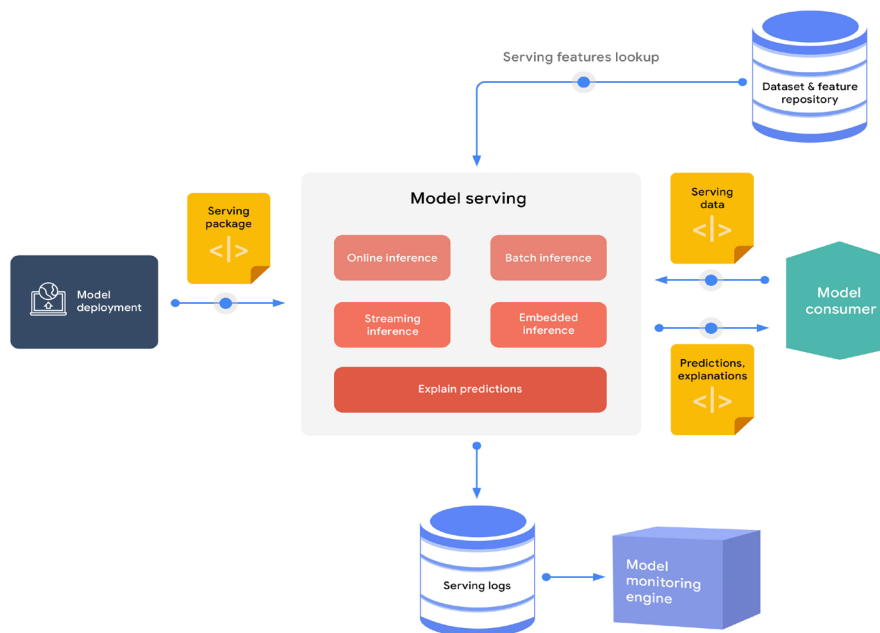 Serving features lookup
Dataset & feature
repository
Model serving
Serving
package
</>
Serving
data
</>
Online inference
Batch inference
Model
deployment
Model
consumer
Streaming
inference
Embedded
inference
Predictions,
explanations
</>
Explain predictions
Serving logs
Model
monitoring
engine